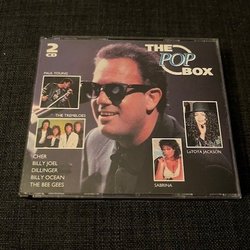 2
CD
THE
POP
BOX
PAUL YOUNG
THE TREMELOES
CHER
BILLY JOEL
DILLINGER
BILLY OCEAN
THE BEE GEES
SABRINA
LaTOYA JACKSON